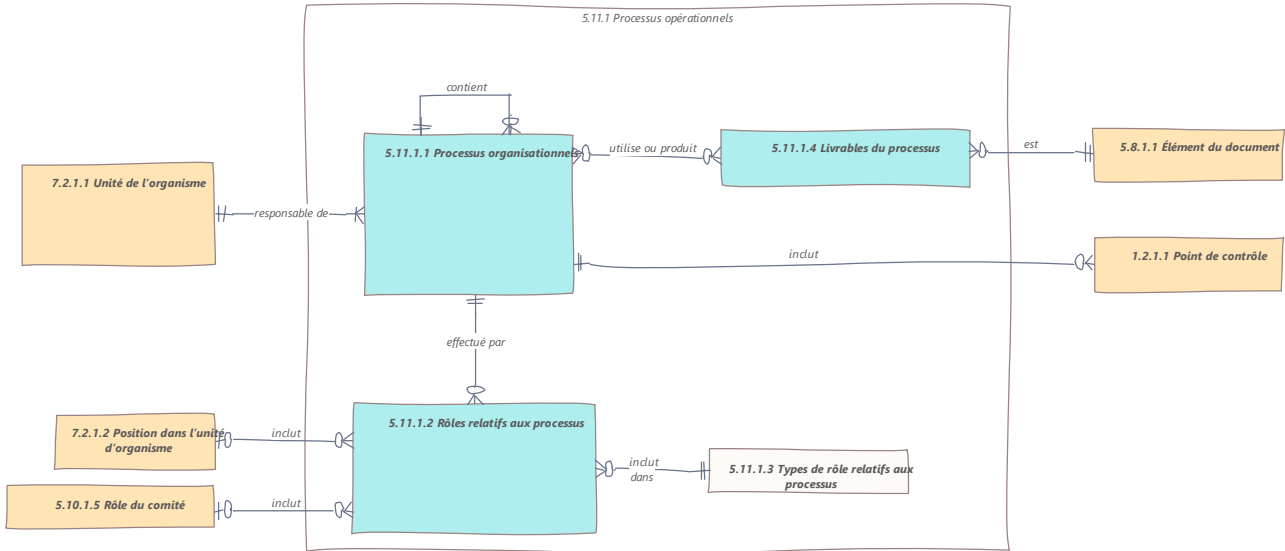 5.11.1 Processus opérationnels
contient
5.11.1.1 Processus organisationnels
utilise ou produit
5.11.1.4 Livrables du processus
est
5.8.1.1 Élément du document
7.2.1.1 Unité de l'organisme
responsable de
inclut
1.2.1.1 Point de contrôle
effectué par
5.11.1.2 Rôles relatifs aux processus
7.2.1.2 Position dans l'unité
d'organisme
inclut
inclut
dans
5.11.1.3 Types de rôle relatifs aux
processus
5.10.1.5 Rôle du comité
inclut